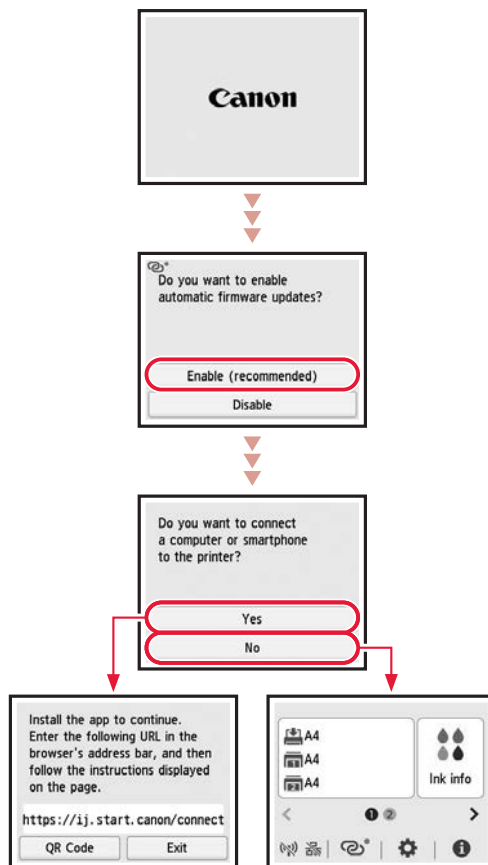 Canon
Do you want to enable
automatic firmware updates?
Enable (recommended)
Disable
Do you want to connect
a computer or smartphone
to the printer?
Yes
No
Install the app to continue.
Enter the following URL in the
browser's address bar, and then
follow the instructions displayed
on the page.
https://ij.start.canon/connect
QR Code
Exit
A4
A4
A4
Ink info
1 2